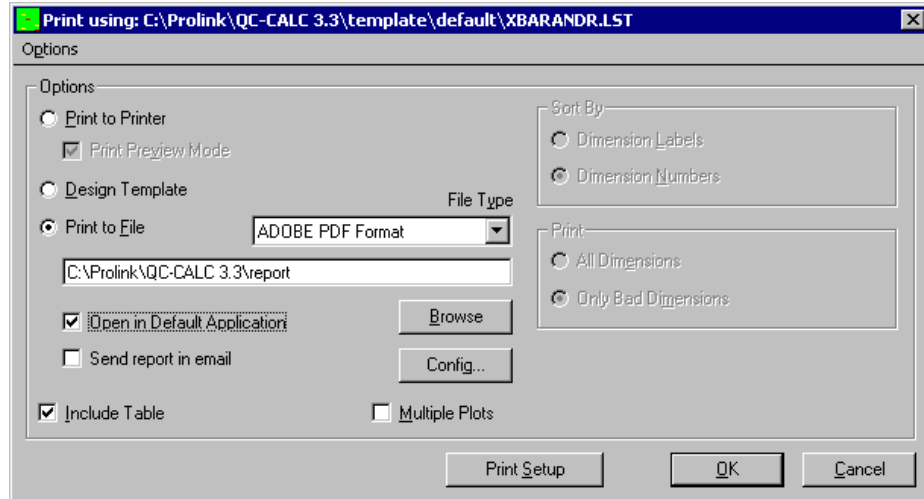 Print using: C:\Prolink\QC-CALC 3.3\template\default\XBARANDR.LST
Options
Options
Print to Printer
Print Preview Mode
Design Template
File Type
Print to File
ADOBE PDF Format
C:\Prolink\QC-CALC 3.3\report
Open in Default Application
Browse
Send report in email
Config...
Include Table
Multiple Plots
Sort By
Dimension Labels
Dimension Numbers
Print
All Dimensions
Only Bad Dimensions
Print Setup
OK
Cancel